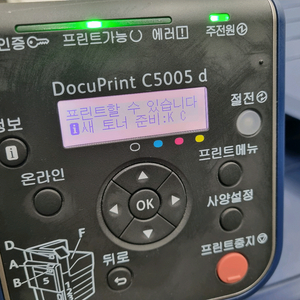 인증 프린트가능 에러 주전원
DocuPrint C5005 d
프린트할 수 있습니다
i새 토너 준비:K C
절전
정보
i
프린트메뉴
온라인
OK
사양설정
D
F
A
B
5
뒤로
프린트중지